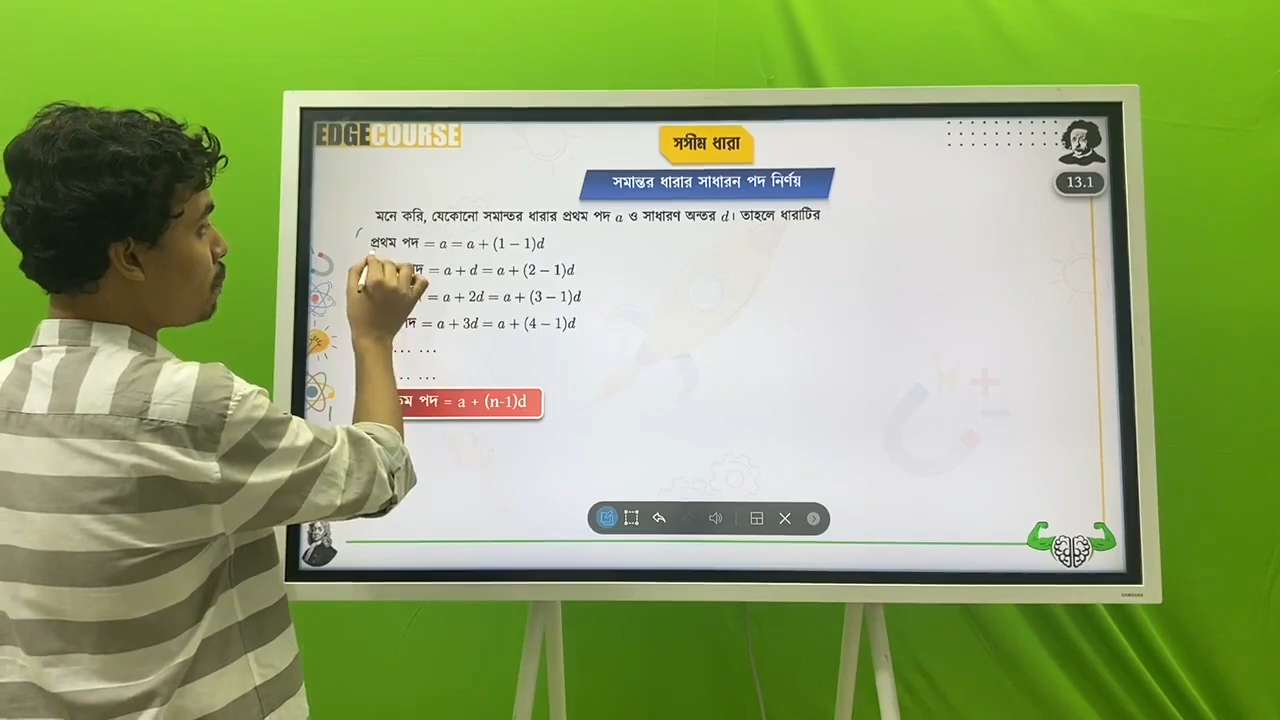 EDGECOURSE
সসীম ধারা
সমান্তর ধারার সাধারন পদ নির্ণয়
13.1
মনে করি, যেকোনো সমান্তর ধারার প্রথম পদ a ও সাধারণ অন্তর d। তাহলে ধারাটির
প্রথম পদ = a = a + (1 − 1)d
= a + d = a + (2 − 1)d
= a + 2d = a + (3 − 1)d
= a + 3d = a + (4 − 1)d
পদ = a + (n-1)d
SAMSUNG